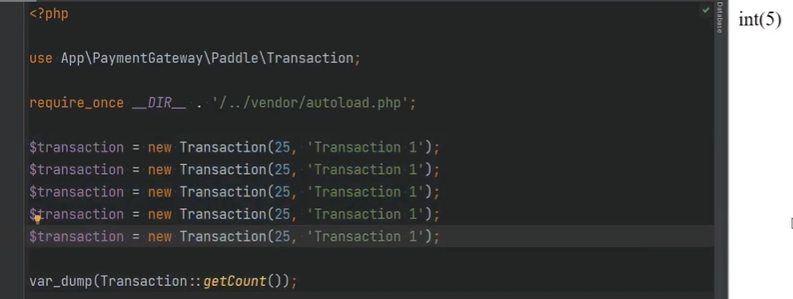 <?php
use App\PaymentGateway\Paddle\Transaction;
require_once __DIR__ . '/../vendor/autoload.php';
$transaction = new Transaction(25, 'Transaction 1');
$transaction = new Transaction(25, 'Transaction 1');
$transaction = new Transaction(25, 'Transaction 1');
$transaction = new Transaction(25, 'Transaction 1');
$transaction = new Transaction(25, 'Transaction 1');
var_dump(Transaction::getCount());
Database
int(5)